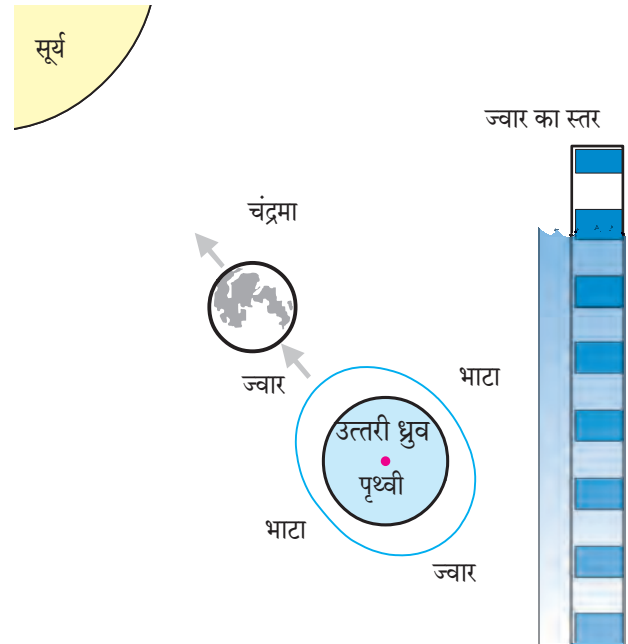 सूर्य
ज्वार का स्तर
चंद्रमा
ज्वार
भाटा
उत्तरी ध्रुव
पृथ्वी
भाटा
ज्वार